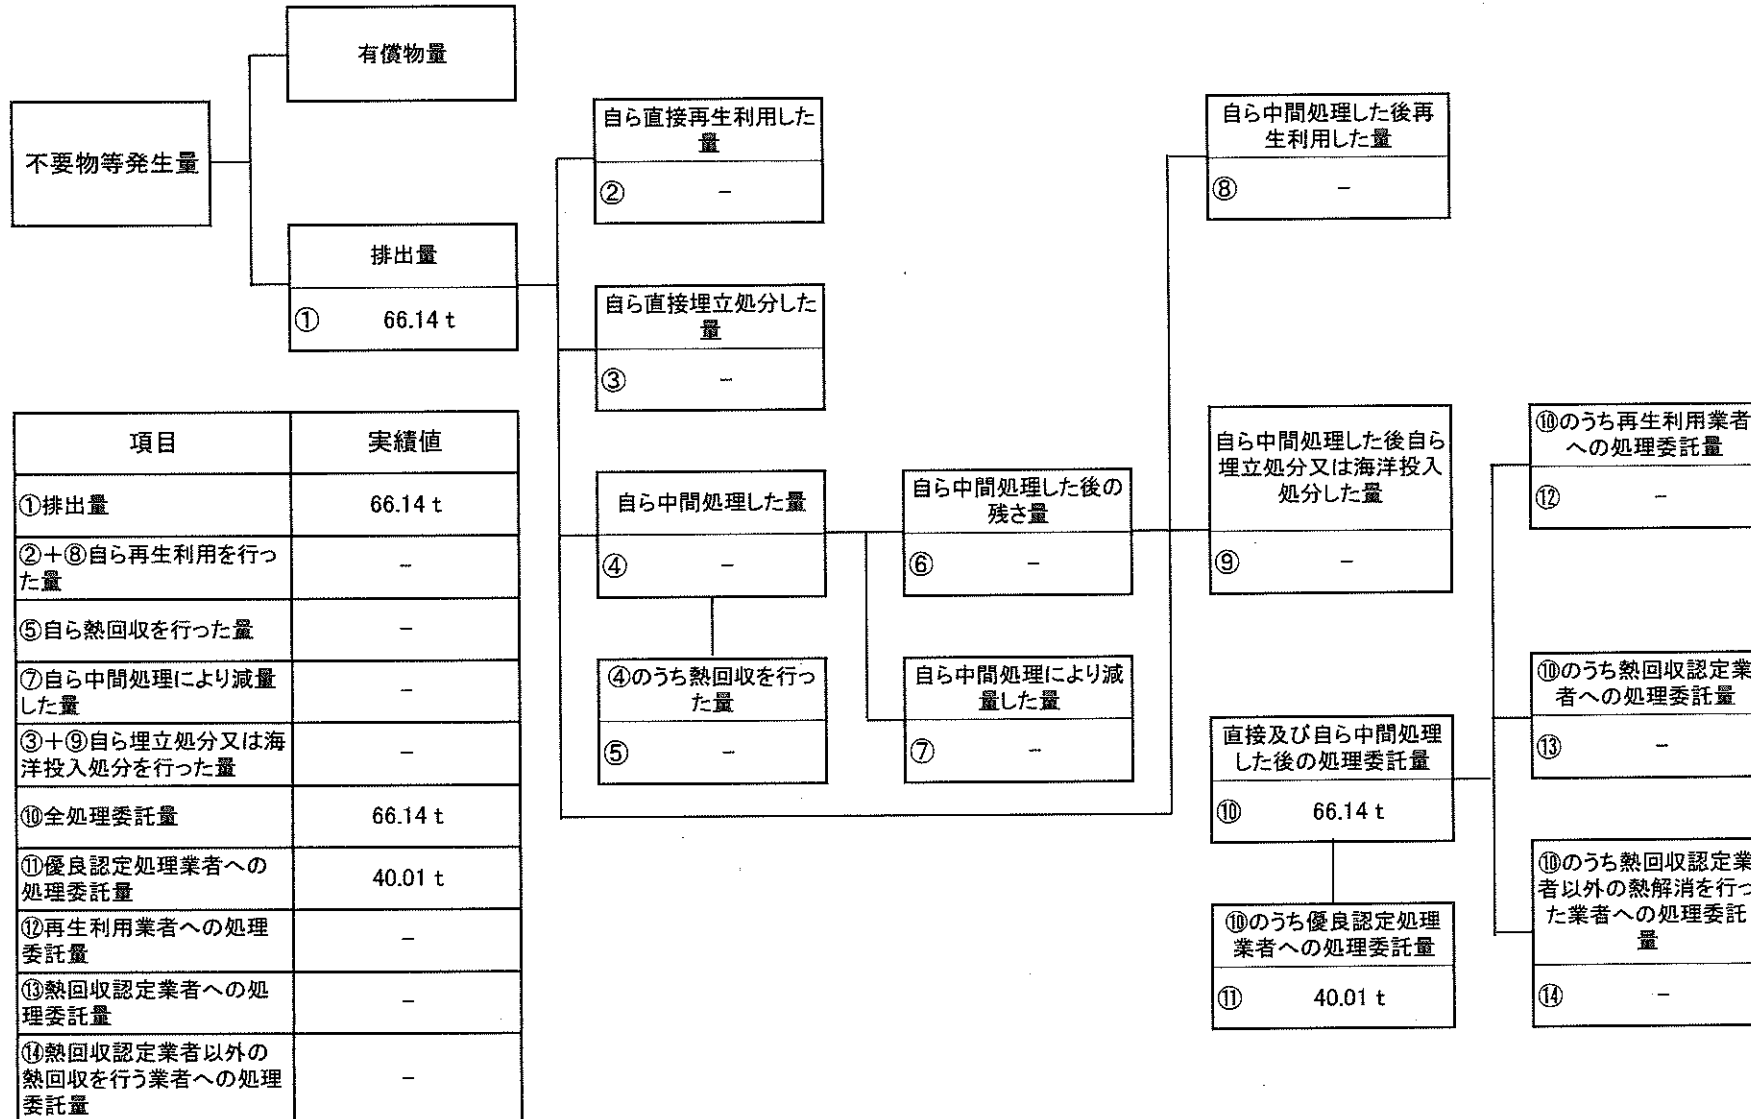 有償物量
不要物等発生量
排出量
① 66.14 t
自ら直接再生利用した
量
② −
自ら直接埋立処分した
量
③ −
自ら中間処理した量
④ −
④のうち熱回収を行っ
た量
⑤ −
自ら中間処理した後の
残さ量
⑥ −
自ら中間処理により減
量した量
⑦ −
自ら中間処理した後再
生利用した量
⑧ −
自ら中間処理した後自ら
埋立処分又は海洋投入
処分した量
⑨ −
直接及び自ら中間処理
した後の処理委託量
⑩ 66.14 t
⑩のうち優良認定処理
業者への処理委託量
⑪ 40.01 t
⑩のうち再生利用業者
への処理委託量
⑫ −
⑩のうち熱回収認定業
者への処理委託量
⑬ −
⑩のうち熱回収認定業
者以外の熱解消を行っ
た業者への処理委託
量
⑭ −
項目 実績値
①排出量 66.14 t
②+⑧自ら再生利用を行っ
た量 −
⑤自ら熱回収を行った量 −
⑦自ら中間処理により減量
した量 −
③+⑨自ら埋立処分又は海
洋投入処分を行った量 −
⑩全処理委託量 66.14 t
⑪優良認定処理業者への
処理委託量 40.01 t
⑫再生利用業者への処理
委託量 −
⑬熱回収認定業者への処
理委託量 −
⑭熱回収認定業者以外の
熱回収を行う業者への処理
委託量 −